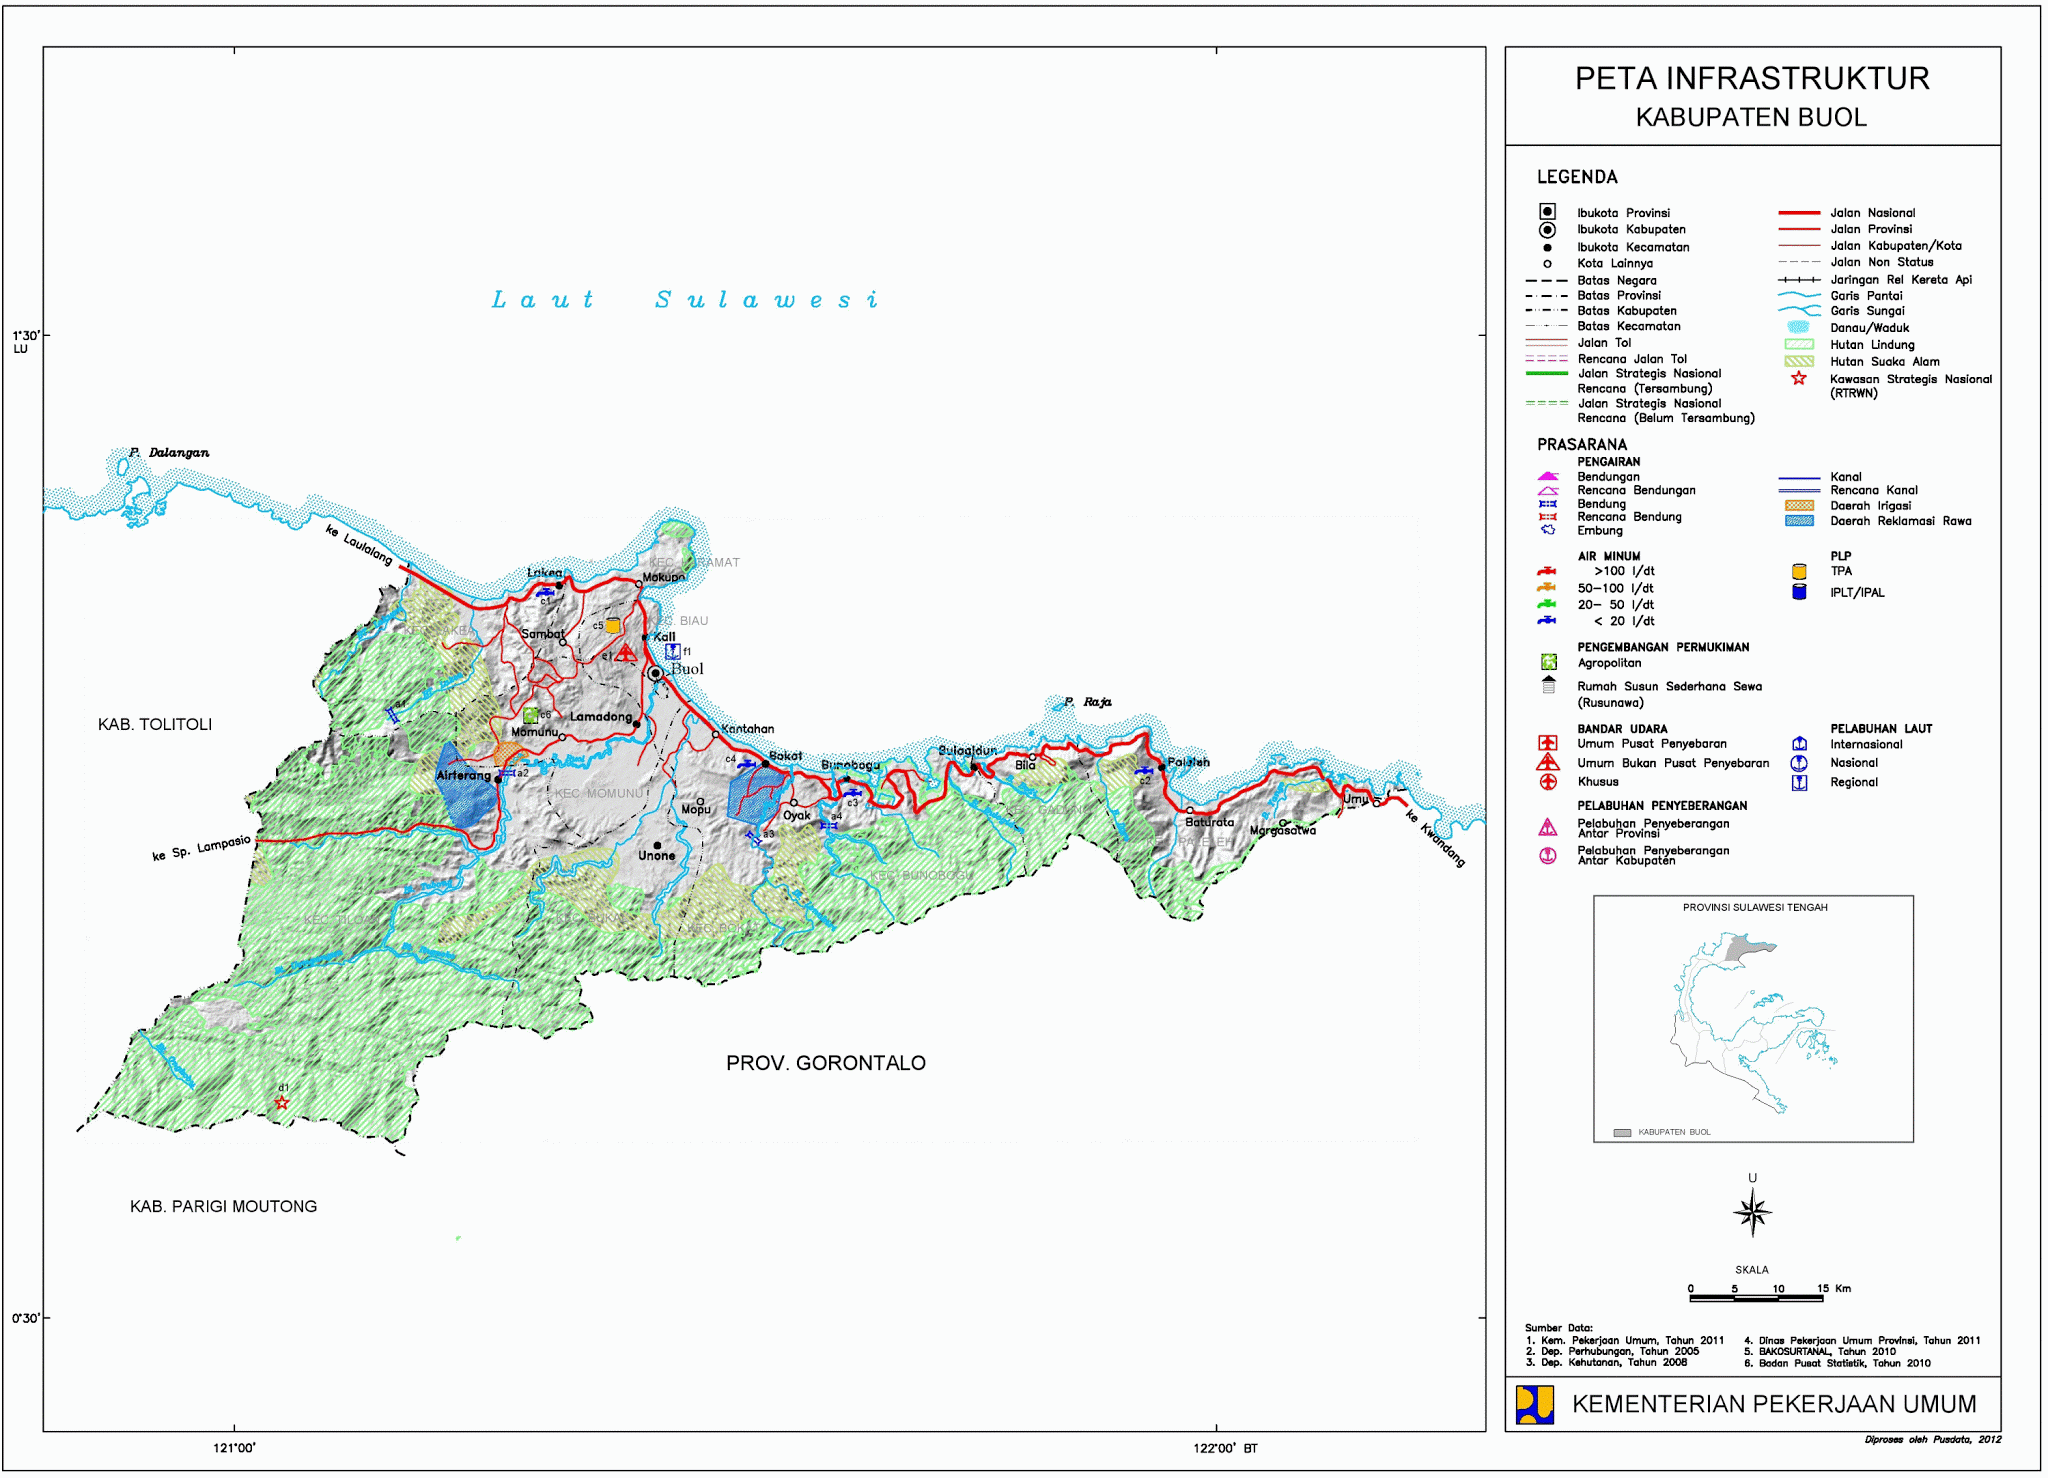 PETA INFRASTRUKTUR
KABUPATEN BUOL
LEGENDA
Ibukota Provinsi
Ibukota Kabupaten
Ibukota Kecamatan
Kota Lainnya
Batas Negara
Batas Provinsi
Batas Kabupaten
Batas Kecamatan
Jalan Tol
Rencana Jalan Tol
Jalan Strategis Nasional
Rencana (Tersambung)
Jalan Strategis Nasional
Rencana (Belum Tersambung)
Jalan Nasional
Jalan Provinsi
Jalan Kabupaten/Kota
Jalan Non Status
Jaringan Rel Kereta Api
Garis Pantai
Garis Sungai
Danau/Waduk
Hutan Lindung
Hutan Suaka Alam
Kawasan Strategis Nasional
(RTRWN)
PRASARANA
PENGAIRAN
Bendungan
Rencana Bendungan
Bendung
Rencana Bendung
Embung
Kanal
Rencana Kanal
Daerah Irigasi
Daerah Reklamasi Rawa
AIR MINUM
>100 l/dt
50-100 l/dt
20- 50 l/dt
< 20 l/dt
PLP
TPA
IPLT/IPAL
PENGEMBANGAN PERMUKIMAN
Agropolitan
Rumah Susun Sederhana Sewa
(Rusunawa)
BANDAR UDARA
Umum Pusat Penyebaran
Umum Bukan Pusat Penyebaran
Khusus
PELABUHAN LAUT
Internasional
Nasional
Regional
PELABUHAN PENYEBERANGAN
Pelabuhan Penyeberangan
Antar Provinsi
Pelabuhan Penyeberangan
Antar Kabupaten
PROVINSI SULAWESI TENGAH
KABUPATEN BUOL
U
SKALA
0 5 10 15 Km
Sumber Data:
1. Kem. Pekerjaan Umum, Tahun 2011
2. Dep. Perhubungan, Tahun 2005
3. Dep. Kehutanan, Tahun 2008
4. Dinas Pekerjaan Umum Provinsi, Tahun 2011
5. BAKOSURTANAL, Tahun 2010
6. Badan Pusat Statistik, Tahun 2010
KEMENTERIAN PEKERJAAN UMUM
Diproses oleh Pusdata, 2012
Laut Sulawesi
1°30'
LU
P. Dalangan
ke Laulalang
Lakea
c1
Mokupo
KEC. BIAU
c5
Sambat
Kali
e1
f1
Buol
a1
P. Raja
KAB. TOLITOLI
c6
Lamadong
Momunu
Kantahan
Bokat
c4
Bunobogu
Bila
Paleleh
c2
Airterang
a2
KEC. MOMUNU
Mopu
Oyak
c3
a4
a3
Umu
Baturata
Margasatwa
ke Kwandang
ke Sp. Lampasio
Unone
KEC. BUNOBOGU
KEC. TILOAN
KEC. BOKAT
PROV. GORONTALO
d1
KAB. PARIGI MOUTONG
0°30'
121°00'
122°00' BT